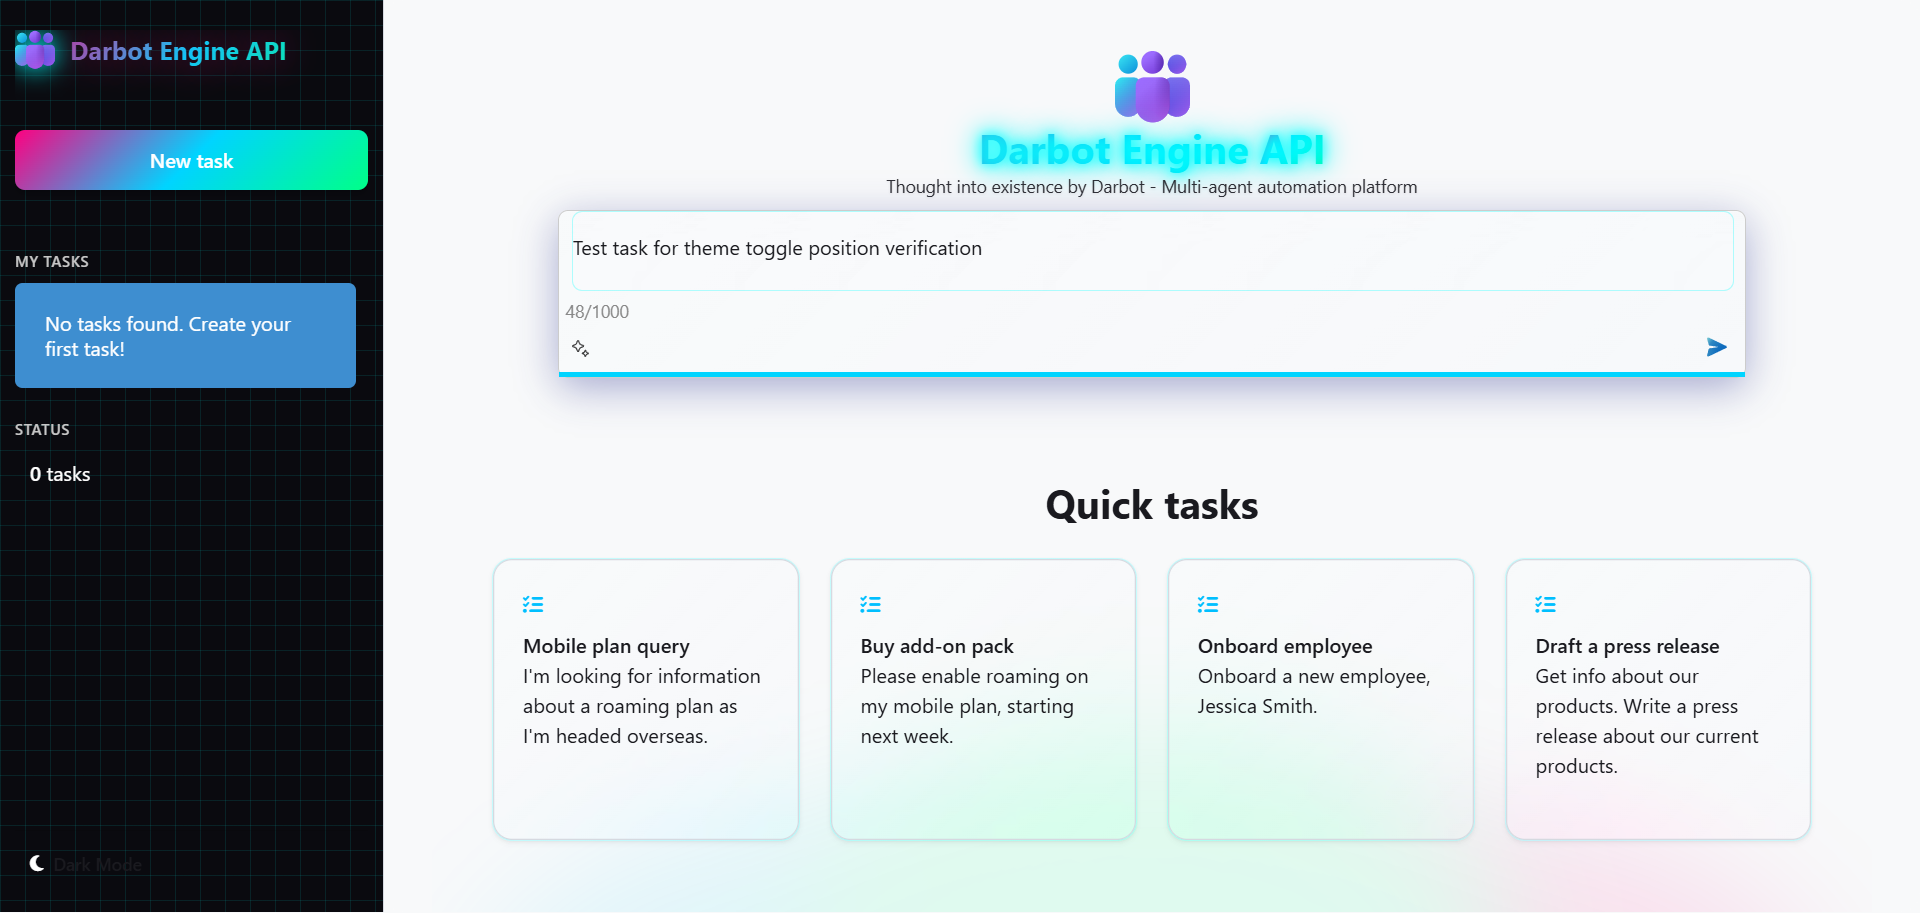 Darbot Engine API
New task
MY TASKS
No tasks found. Create your
first task!
STATUS
0 tasks
Dark Mode
Darbot Engine API
Thought into existence by Darbot - Multi-agent automation platform
Test task for theme toggle position verification
48/1000
Quick tasks
Mobile plan query
I'm looking for information
about a roaming plan as
I'm headed overseas.
Buy add-on pack
Please enable roaming on
my mobile plan, starting
next week.
Onboard employee
Onboard a new employee,
Jessica Smith.
Draft a press release
Get info about our
products. Write a press
release about our current
products.